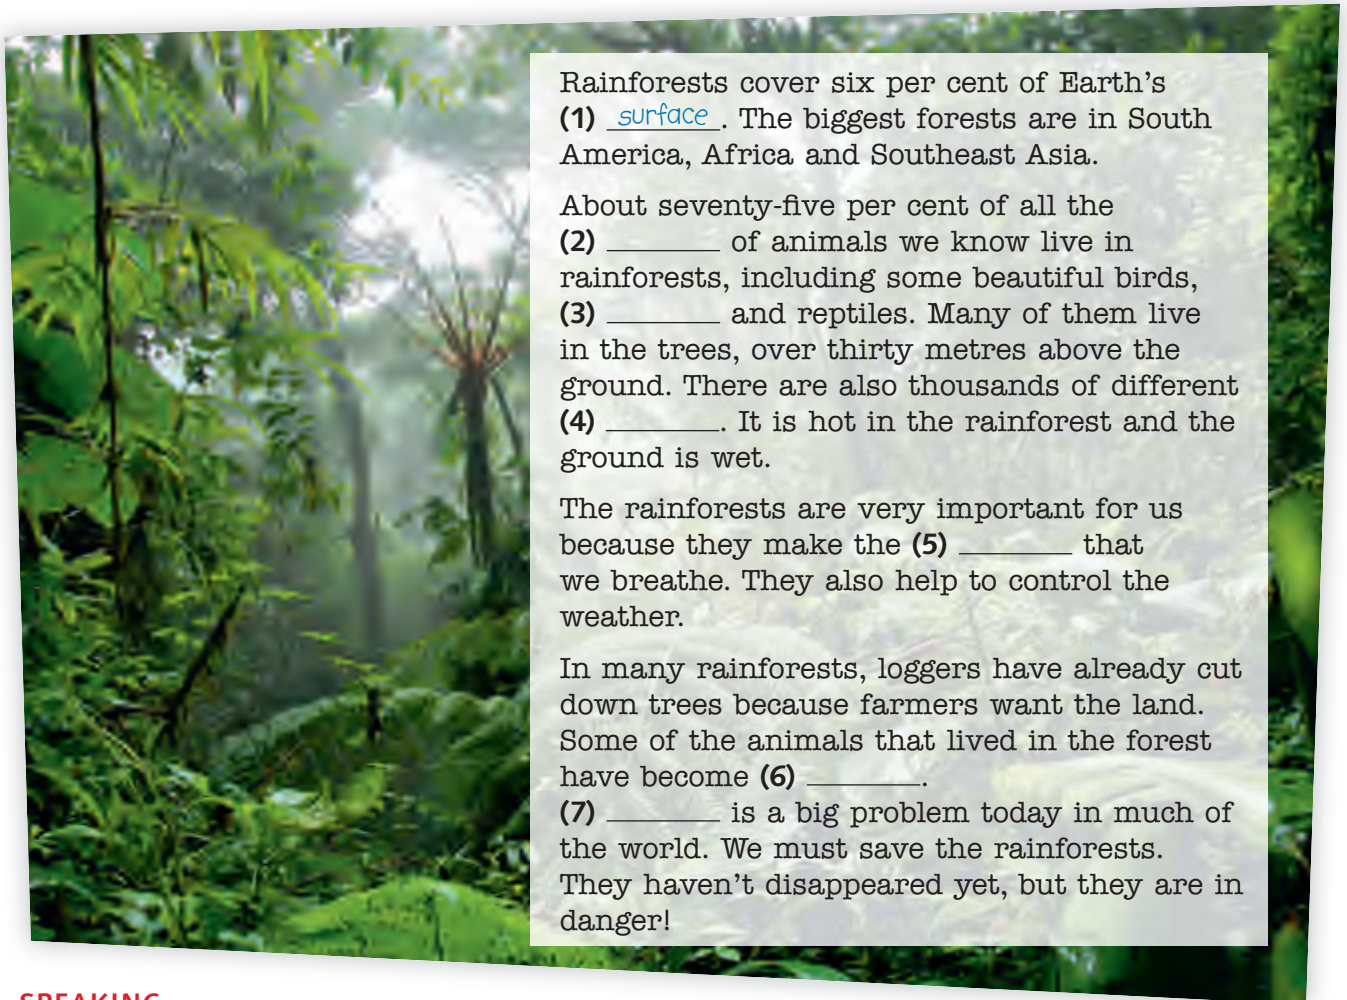 Rainforests cover six per cent of Earth's
(1) surface. The biggest forests are in South
America, Africa and Southeast Asia.
About seventy-five per cent of all the
(2) ________ of animals we know live in
rainforests, including some beautiful birds,
(3) ________ and reptiles. Many of them live
in the trees, over thirty metres above the
ground. There are also thousands of different
(4) ________. It is hot in the rainforest and the
ground is wet.
The rainforests are very important for us
because they make the (5) ________ that
we breathe. They also help to control the
weather.
In many rainforests, loggers have already cut
down trees because farmers want the land.
Some of the animals that lived in the forest
have become (6) ________.
(7) ________ is a big problem today in much of
the world. We must save the rainforests.
They haven't disappeared yet, but they are in
danger!
SPEAKING